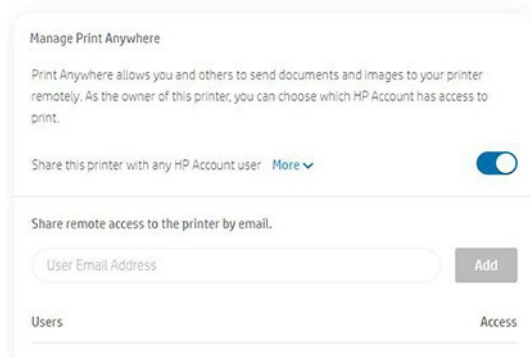 Manage Print Anywhere
Print Anywhere allows you and others to send documents and images to your printer
remotely. As the owner of this printer, you can choose which HP Account has access to
print.
Share this printer with any HP Account user More
Share remote access to the printer by email.
User Email Address Add
Users Access